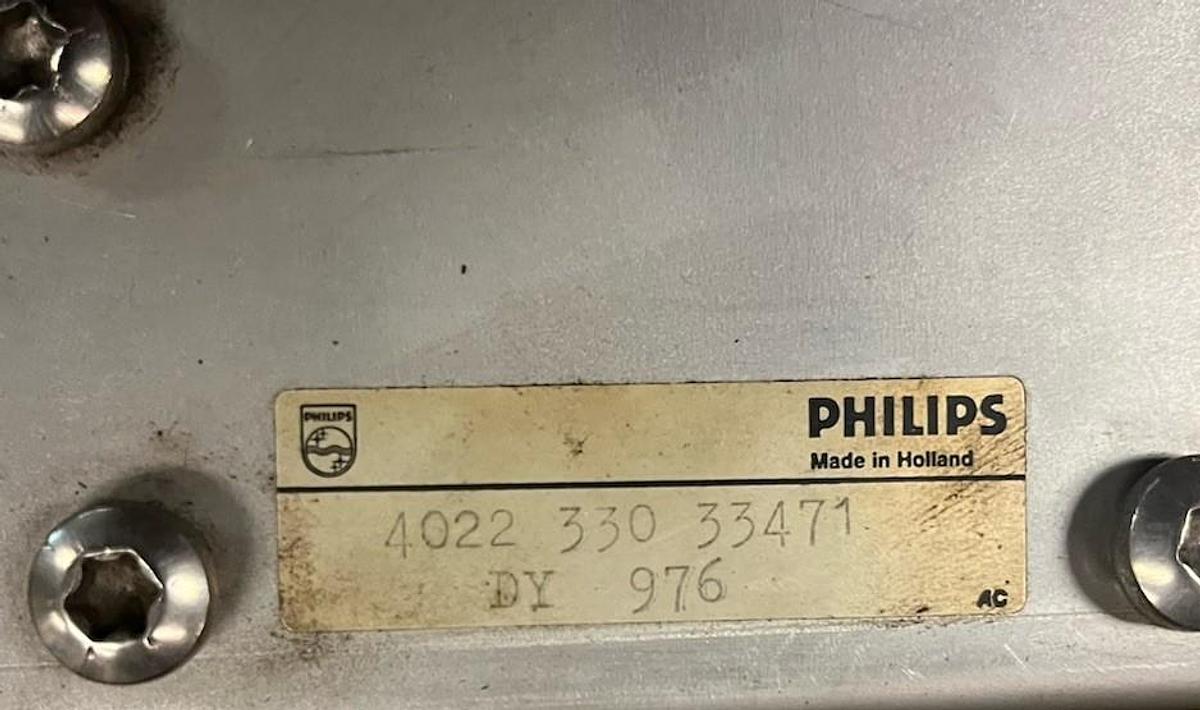 PHILIPS
PHILIPS
Made in Holland
4022 330 33471
DY 976
AC